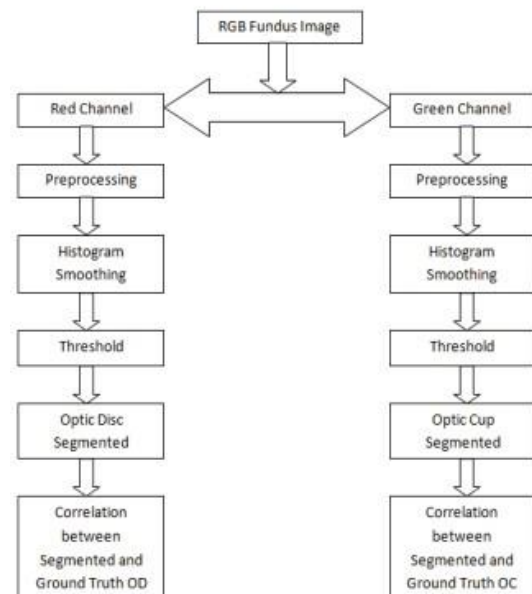 RGB Fundus Image
Red Channel
Green Channel
Preprocessing
Preprocessing
Histogram
Smoothing
Histogram
Smoothing
Threshold
Threshold
Optic Disc
Segmented
Optic Cup
Segmented
Correlation
between
Segmented and
Ground Truth OD
Correlation
between
Segmented and
Ground Truth OC